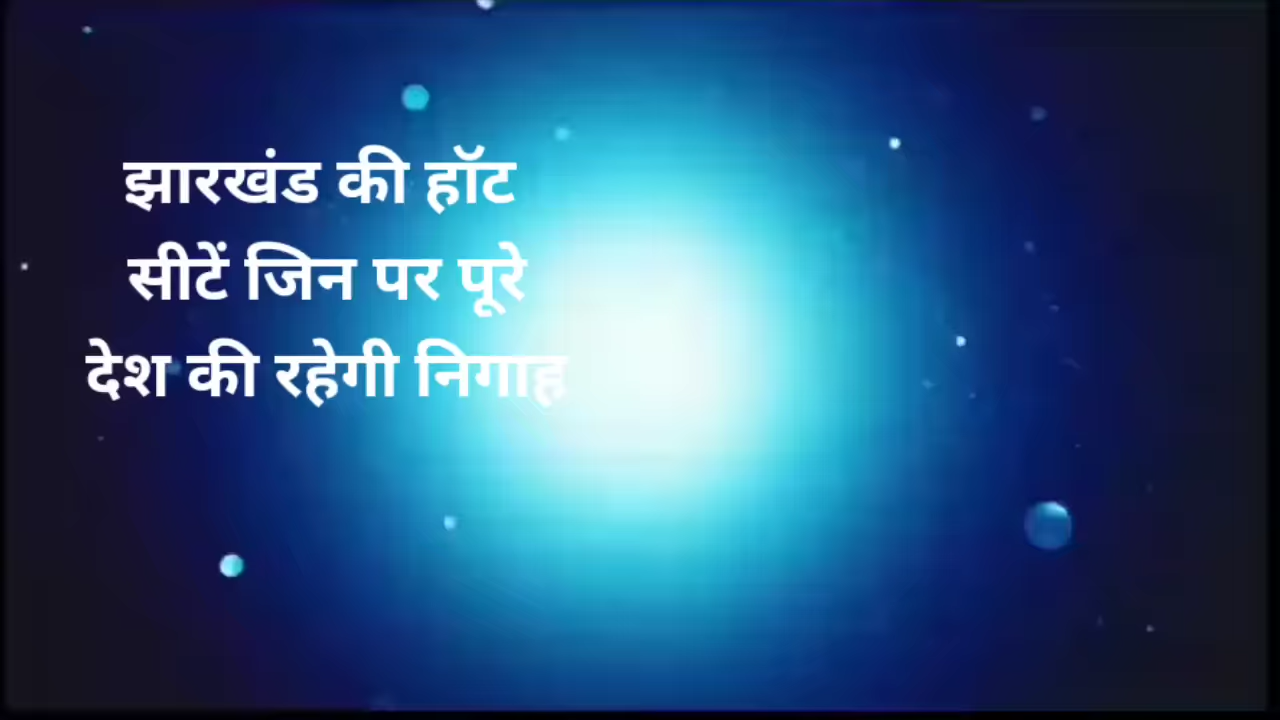 झारखंड की हॉट
सीटें जिन पर पूरे
देश की रहेगी निगाह